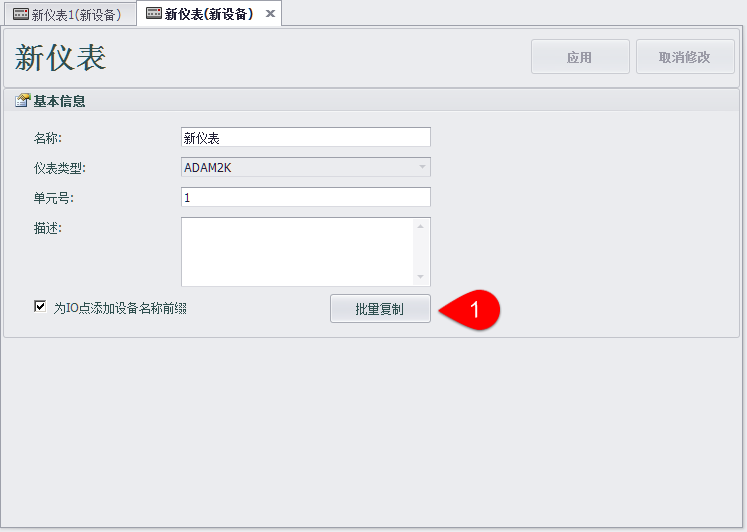 新仪表1(新设备)
新仪表(新设备)
新仪表
应用
取消修改
基本信息
名称:
新仪表
仪表类型:
ADAM2K
单元号:
1
描述:
为IO点添加设备名称前缀
批量复制
1